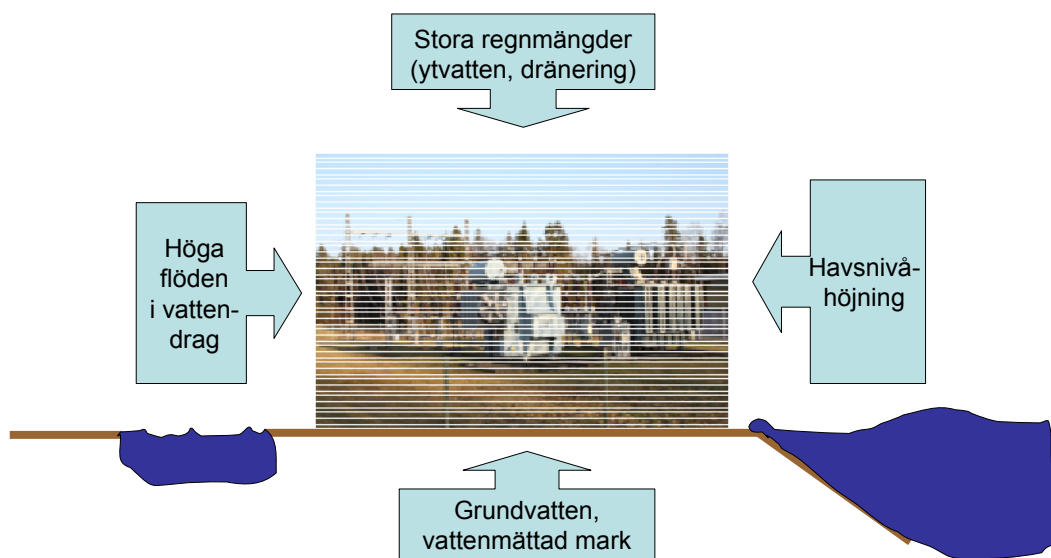 Stora regnmängder
(ytvatten, dränering)
Höga
flöden
i vatten-
drag
Havsnivå-
höjning
Grundvatten,
vattenmättad mark